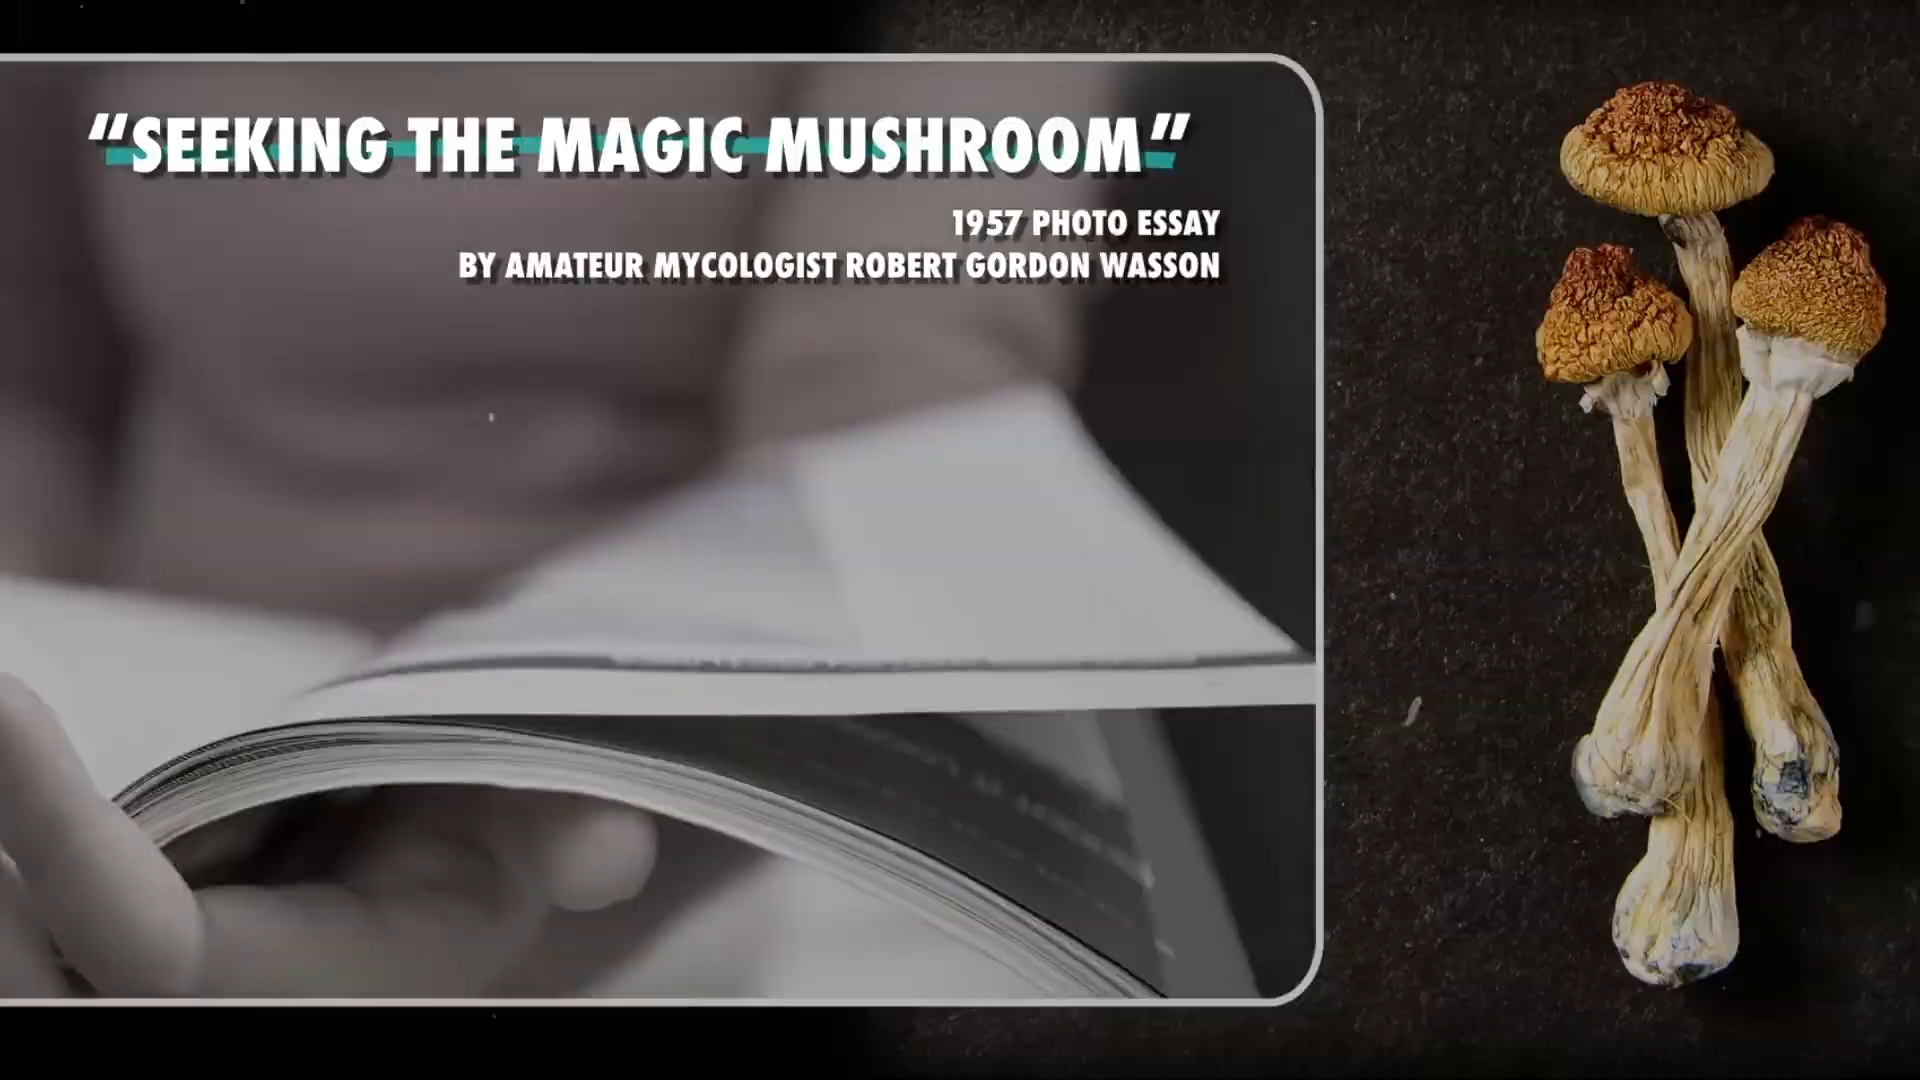 “SEEKING THE MAGIC MUSHROOM”
1957 PHOTO ESSAY
BY AMATEUR MYCOLOGIST ROBERT GORDON WASSON